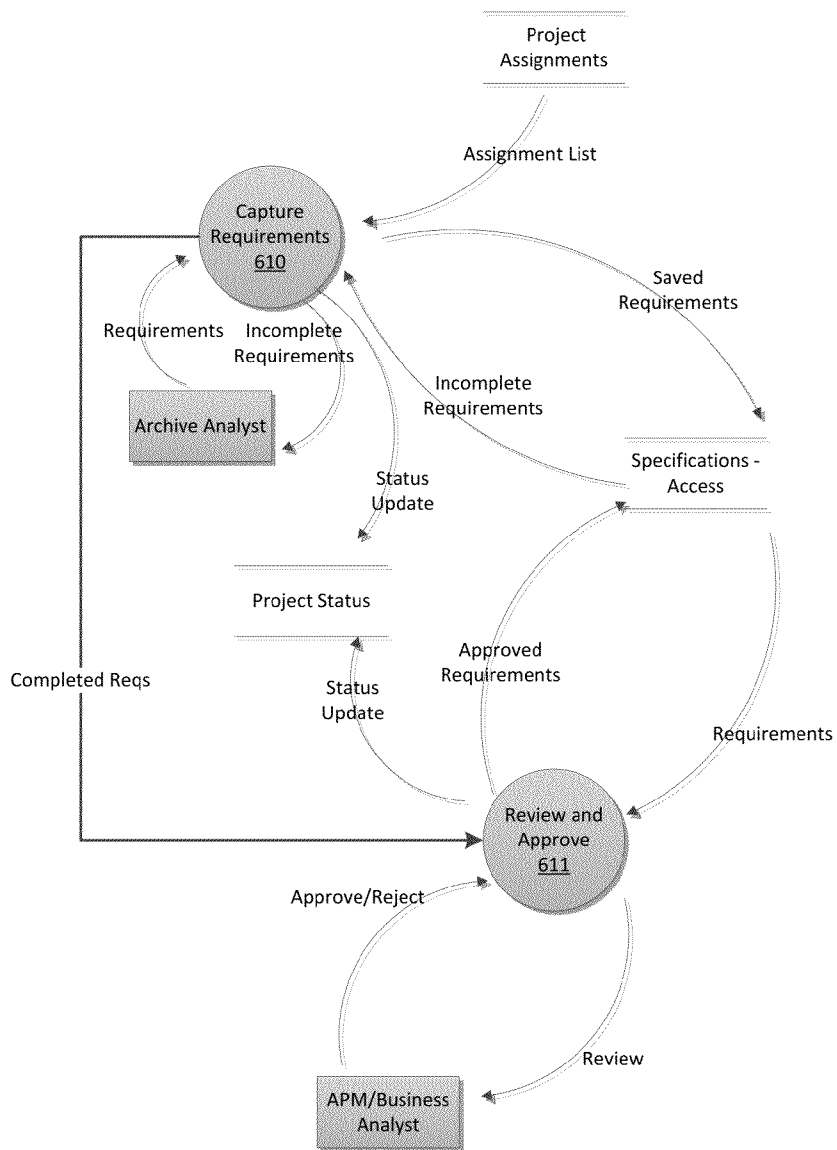 Project
Assignments
Assignment List
Capture
Requirements
610
Saved
Requirements
Requirements
Incomplete
Requirements
Incomplete
Requirements
Archive Analyst
Specifications -
Access
Status
Update
Project Status
Approved
Requirements
Completed Reqs
Status
Update
Requirements
Review and
Approve
611
Approve/Reject
Review
APM/Business
Analyst